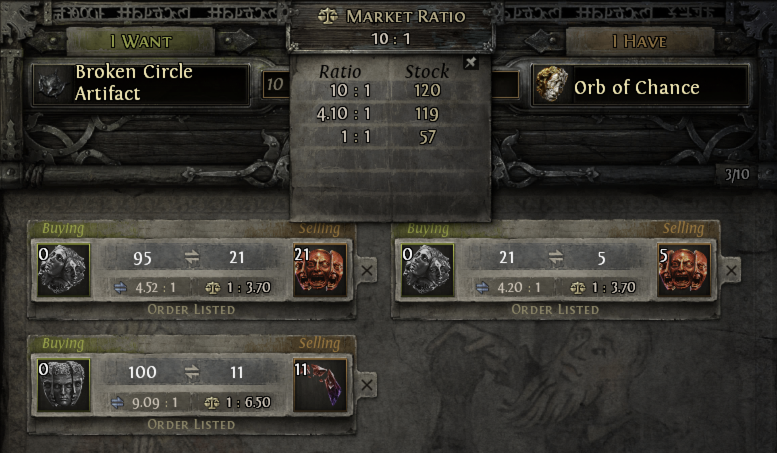 Market Ratio
10 : 1
I Want
I Have
Broken Circle
Artifact
10
Orb of Chance
Ratio Stock
10 : 1 120
4.10 : 1 119
1 : 1 57
3/10
Buying Selling
0 95 21 21
4.52 : 1 1 : 3.70
Order Listed
Buying Selling
0 21 5 5
4.20 : 1 1 : 3.70
Order Listed
Buying Selling
0 100 11 11
9.09 : 1 1 : 6.50
Order Listed